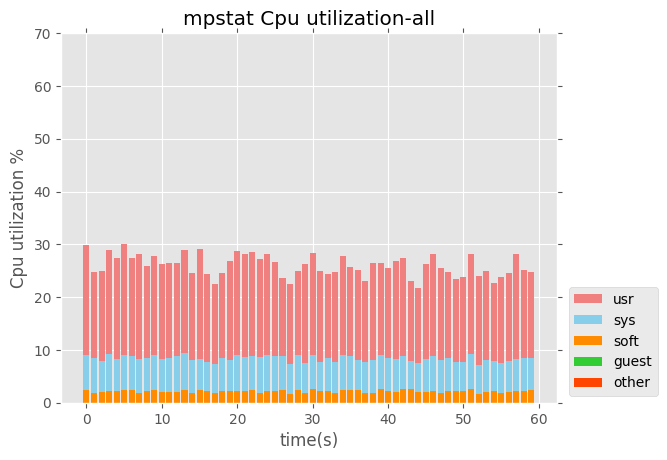 mpstat Cpu utilization-all
70
60
50
40
30
20
10
0
Cpu utilization %
0 10 20 30 40 50 60
time(s)
usr
sys
soft
guest
other